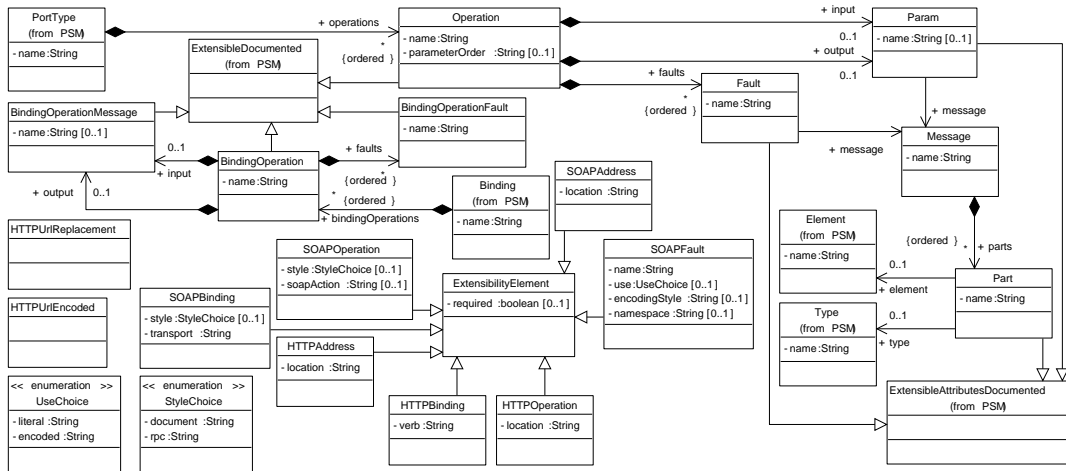 PortType
(from PSM)
- name:String
+ operations
*
{ordered }
Operation
- name:String
- parameterOrder :String [0..1]
+ input
0..1
+ output
0..1
Param
(from PSM)
- name:String [0..1]
ExtensibleDocumented
(from PSM)
+ faults
*
{ordered }
Fault
- name:String
+ message
+ message
Message
- name:String
BindingOperationMessage
- name:String [0..1]
BindingOperationFault
- name:String
0..1
+ input
+ output
0..1
BindingOperation
- name:String
+ faults
*
{ordered }
*
{ordered }
+ bindingOperations
Binding
(from PSM)
- name:String
SOAPAddress
- location :String
HTTPUrlReplacement
SOAPOperation
- style:StyleChoice [0..1]
- soapAction :String [0..1]
ExtensibilityElement
- required :boolean [0..1]
SOAPFault
- name:String
- use:UseChoice [0..1]
- encodingStyle :String [0..1]
- namespace :String [0..1]
Element
(from PSM)
- name:String
{ordered }
*
+ parts
0..1
+ element
Part
- name:String
HTTPUrlEncoded
SOAPBinding
- style:StyleChoice [0..1]
- transport :String
HTTPAddress
- location :String
Type
(from PSM)
- name:String
0..1
+ type
<< enumeration >>
UseChoice
- literal :String
- encoded :String
<< enumeration >>
StyleChoice
- document :String
- rpc :String
HTTPBinding
- verb :String
HTTPOperation
- location :String
ExtensibleAttributesDocumented
(from PSM)